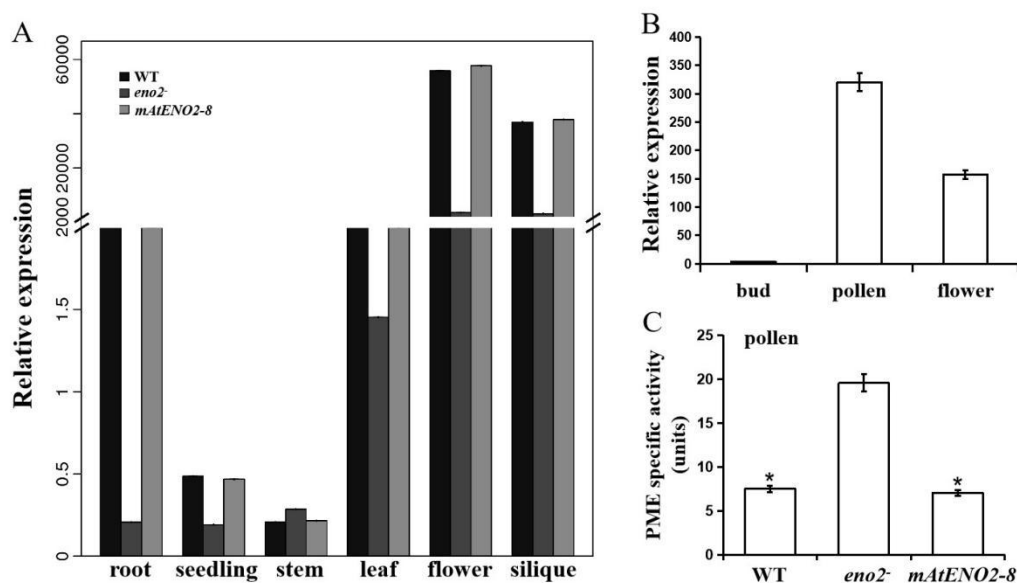 A
Relative expression
60000
20000
2000
2000
1.5
1
0.5
0
WT
eno2-
mAtENO2-8
root seedling stem leaf flower silique
B
Relative expression
400
350
300
250
200
150
100
50
0
bud pollen flower
C
PME specific activity
(units)
25
20
15
10
5
0
pollen
* *
WT eno2- mAtENO2-8